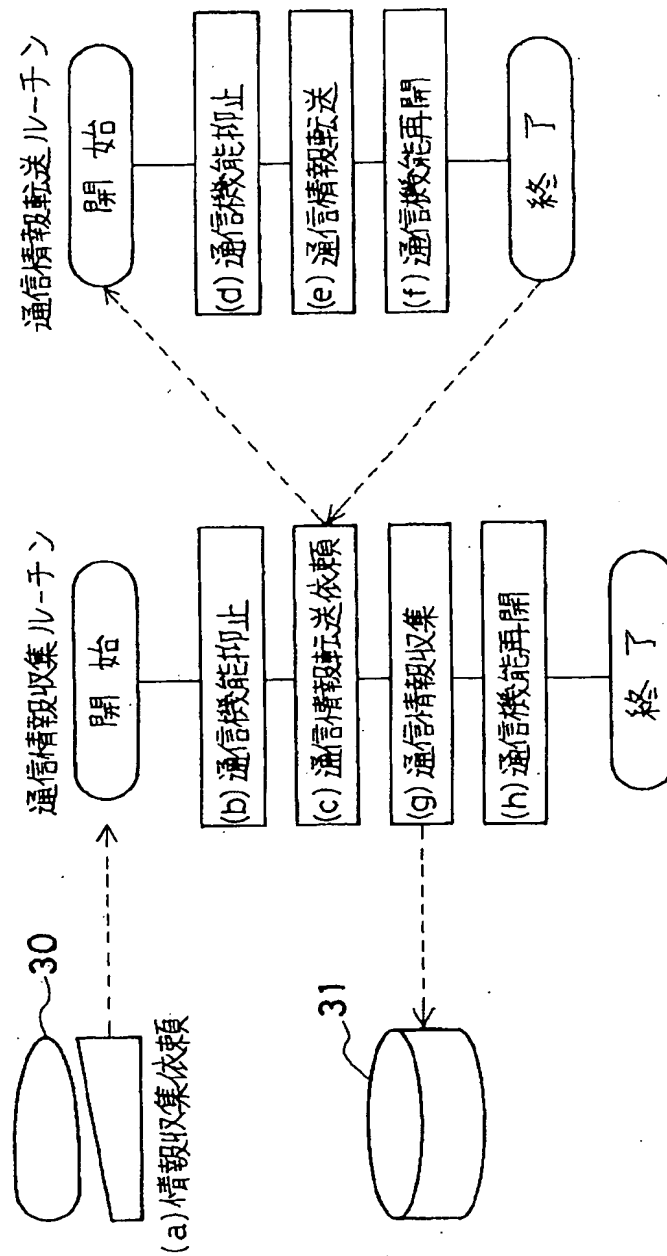 30
(a)情報収集依頼
31
通信情報収集ルーチン
開始
(b)通信機能抑止
(c)通信情報転送依頼
(g)通信情報収集
(h)通信機能再開
終了
通信情報転送ルーチン
開始
(d)通信機能抑止
(e)通信情報転送
(f)通信機能再開
終了